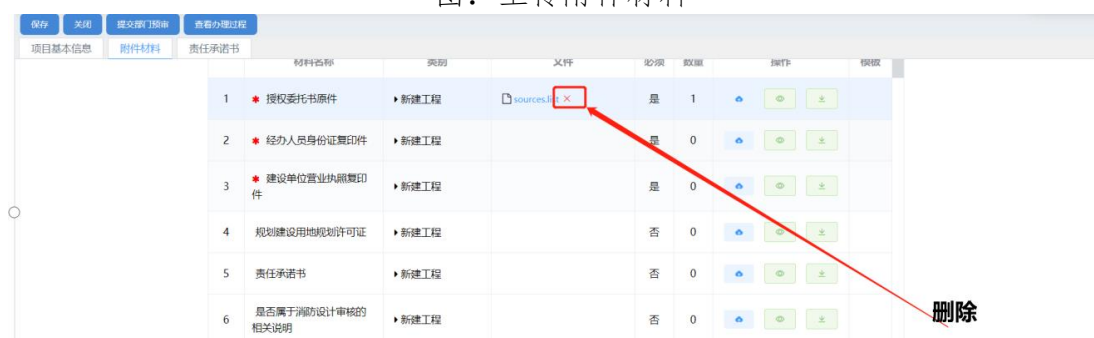 图：上传附件材料
保存 关闭 提交部门预审 查看办理过程
项目基本信息 附件材料 责任承诺书
材料名称 类别 文件 必须 数量 操作 模板
1 * 授权委托书原件 新建工程 sources.list × 是 1
2 * 经办人员身份证复印件 新建工程 是 0
3 * 建设单位营业执照复印
件 新建工程 是 0
4 规划建设用地规划许可证 新建工程 否 0
5 责任承诺书 新建工程 否 0
6 是否属于消防设计审核的
相关说明 新建工程 否 0
删除